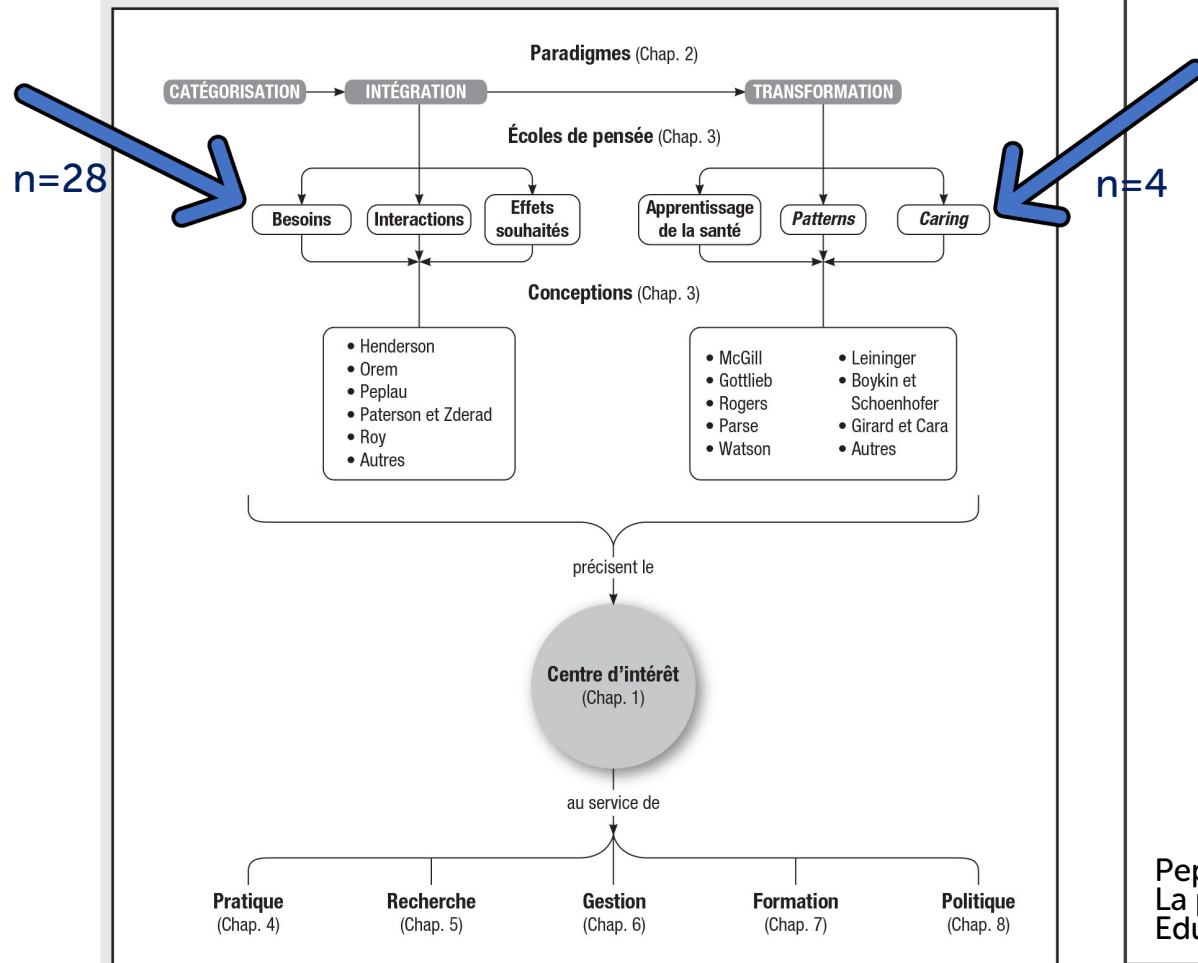 Paradigmes (Chap. 2)
CATÉGORISATION
INTÉGRATION
TRANSFORMATION
Écoles de pensée (Chap. 3)
n=28
n=4
Besoins
Interactions
Effets
souhaités
Apprentissage
de la santé
Patterns
Caring
Conceptions (Chap. 3)
• Henderson
• Orem
• Peplau
• Paterson et Zderad
• Roy
• Autres
• McGill
• Gottlieb
• Rogers
• Parse
• Watson
• Leininger
• Boykin et
Schoenhofer
• Girard et Cara
• Autres
précisent le
Centre d'intérêt
(Chap. 1)
au service de
Pratique
(Chap. 4)
Recherche
(Chap. 5)
Gestion
(Chap. 6)
Formation
(Chap. 7)
Politique
(Chap. 8)
Pep
La
Edu